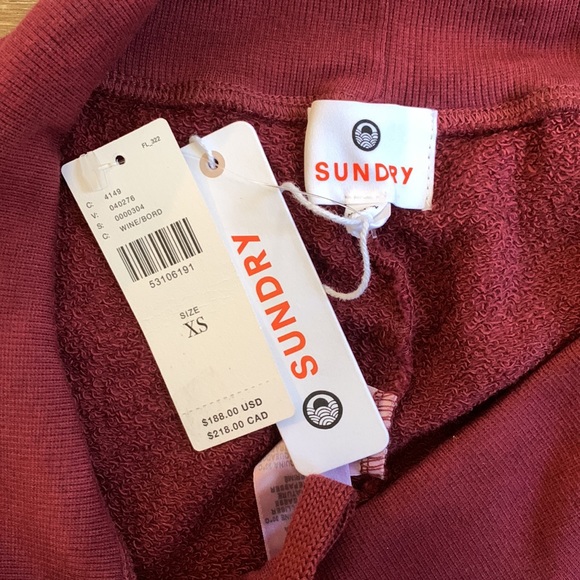 FL_322
C: 4149
V: 040276
S: 0000304
C: WINE/BORD
53106191
SIZE
XS
$188.00 USD
$218.00 CAD
SUNDRY
SUNDRY